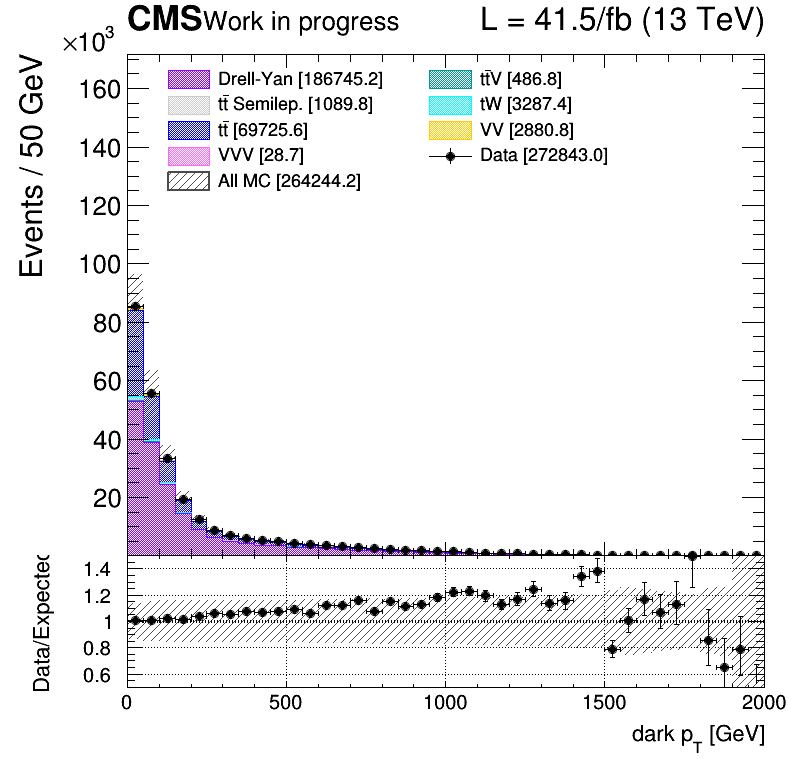 CMS Work in progress L = 41.5/fb (13 TeV)
×10³
Events / 50 GeV
160
140
120
100
80
60
40
20
Drell-Yan [186745.2]
tt̄ Semilep. [1089.8]
tt̄ [69725.6]
VVV [28.7]
All MC [264244.2]
tt̄V [486.8]
tW [3287.4]
VV [2880.8]
Data [272843.0]
Data/Expected
1.4
1.2
1
0.8
0.6
0 500 1000 1500 2000
dark p_T [GeV]